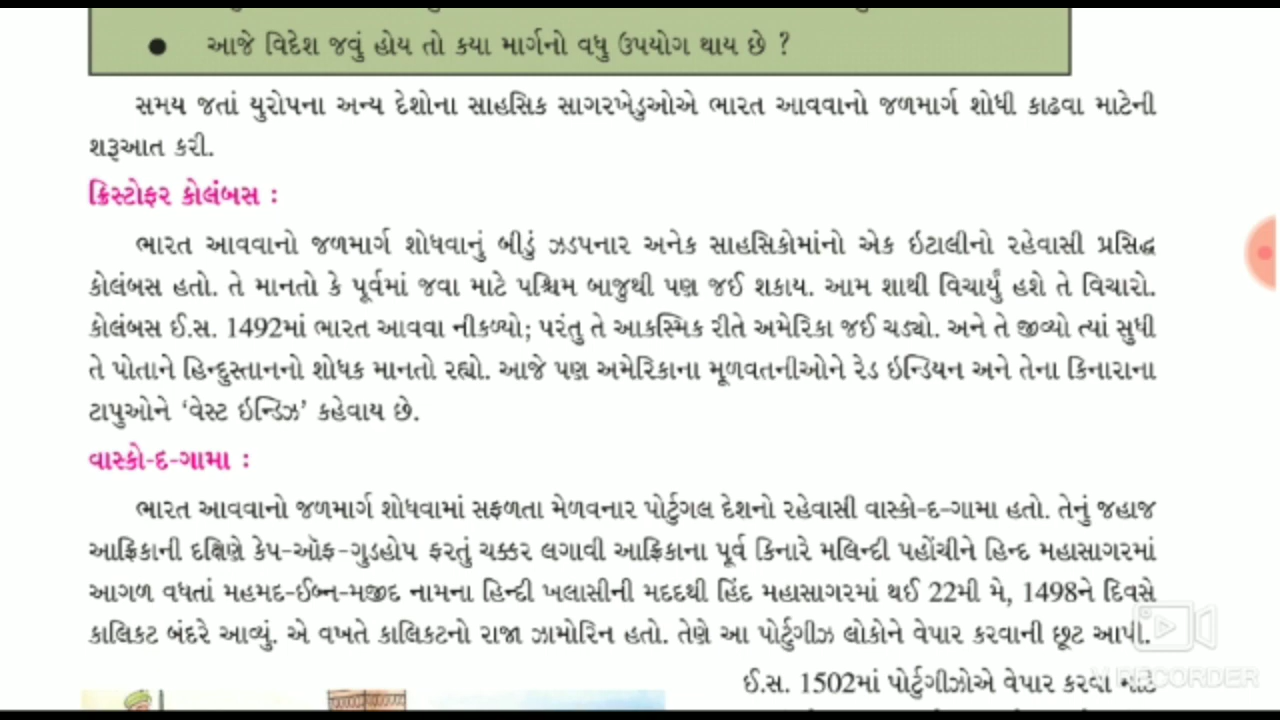 આજે વિદેશ જવું હોય તો કયા માર્ગનો વધુ ઉપયોગ થાય છે ?
સમય જતાં યુરોપના અન્ય દેશોના સાહસિક સાગરખેડુઓએ ભારત આવવાનો જળમાર્ગ શોધી કાઢવા માટેની
શરૂઆત કરી.
ક્રિસ્ટોફર કોલંબસ :
ભારત આવવાનો જળમાર્ગ શોધવાનું બીડું ઝડપનાર અનેક સાહસિકોમાંનો એક ઇટાલીનો રહેવાસી પ્રસિદ્ધ
કોલંબસ હતો. તે માનતો કે પૂર્વમાં જવા માટે પશ્ચિમ બાજુથી પણ જઈ શકાય. આમ શાથી વિચાર્યું હશે તે વિચારો.
કોલંબસ ઈ.સ. 1492માં ભારત આવવા નીકળ્યો; પરંતુ તે આકસ્મિક રીતે અમેરિકા જઈ ચડ્યો. અને તે જીવ્યો ત્યાં સુધી
તે પોતાને હિન્દુસ્તાનનો શોધક માનતો રહ્યો. આજે પણ અમેરિકાના મૂળવતનીઓને રેડ ઇન્ડિયન અને તેના કિનારાના
ટાપુઓને ‘વેસ્ટ ઇન્ડિઝ’ કહેવાય છે.
વાસ્કો-દ-ગામા :
ભારત આવવાનો જળમાર્ગ શોધવામાં સફળતા મેળવનાર પોર્ટુગલ દેશનો રહેવાસી વાસ્કો-દ-ગામા હતો. તેનું જહાજ
આફ્રિકાની દક્ષિણે કેપ-ઑફ-ગુડહોપ ફરતું ચક્કર લગાવી આફ્રિકાના પૂર્વ કિનારે મલિન્દી પહોંચીને હિન્દ મહાસાગરમાં
આગળ વધતાં મહમદ-ઈબ્ન-મજીદ નામના હિન્દી ખલાસીની મદદથી હિંદ મહાસાગરમાં થઈ 22મી મે, 1498ને દિવસે
કાલિકટ બંદરે આવ્યું. એ વખતે કાલિકટનો રાજા ઝામોરિન હતો. તેણે આ પોર્ટુગીઝ લોકોને વેપાર કરવાની છૂટ આપી.
ઈ.સ. 1502માં પોર્ટુગીઝોએ વેપાર કરવા માટે
V RECORDER